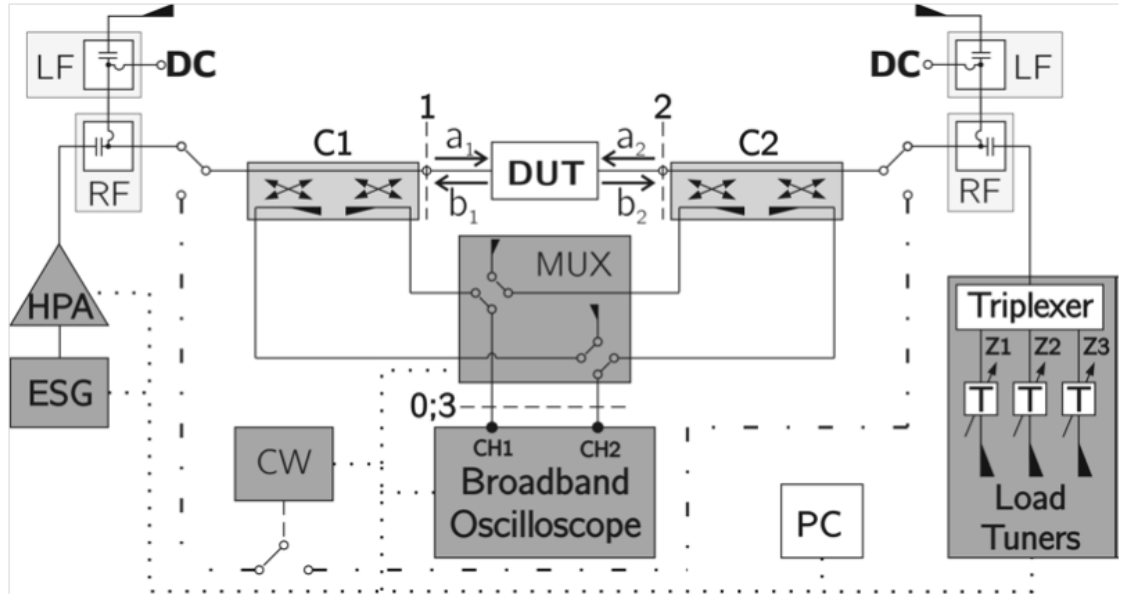 LF
DC
DC
LF
RF
C1
1
a1
a2
2
C2
RF
DUT
b1
b2
MUX
HPA
Triplexer
Z1 Z2 Z3
T T T
ESG
0;3
CH1 CH2
CW
Broadband
Oscilloscope
PC
Load
Tuners